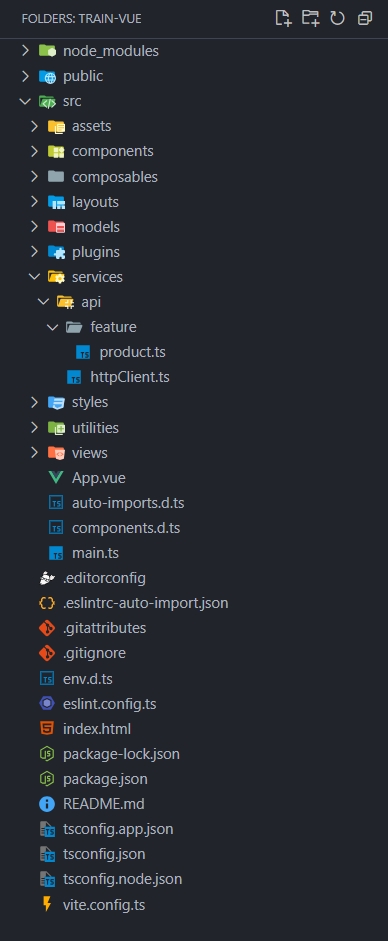 FOLDERS: TRAIN-VUE
node_modules
public
src
assets
components
composables
layouts
models
plugins
services
api
feature
product.ts
httpClient.ts
styles
utilities
views
App.vue
auto-imports.d.ts
components.d.ts
main.ts
.editorconfig
.eslintrc-auto-import.json
.gitattributes
.gitignore
env.d.ts
eslint.config.ts
index.html
package-lock.json
package.json
README.md
tsconfig.app.json
tsconfig.json
tsconfig.node.json
vite.config.ts